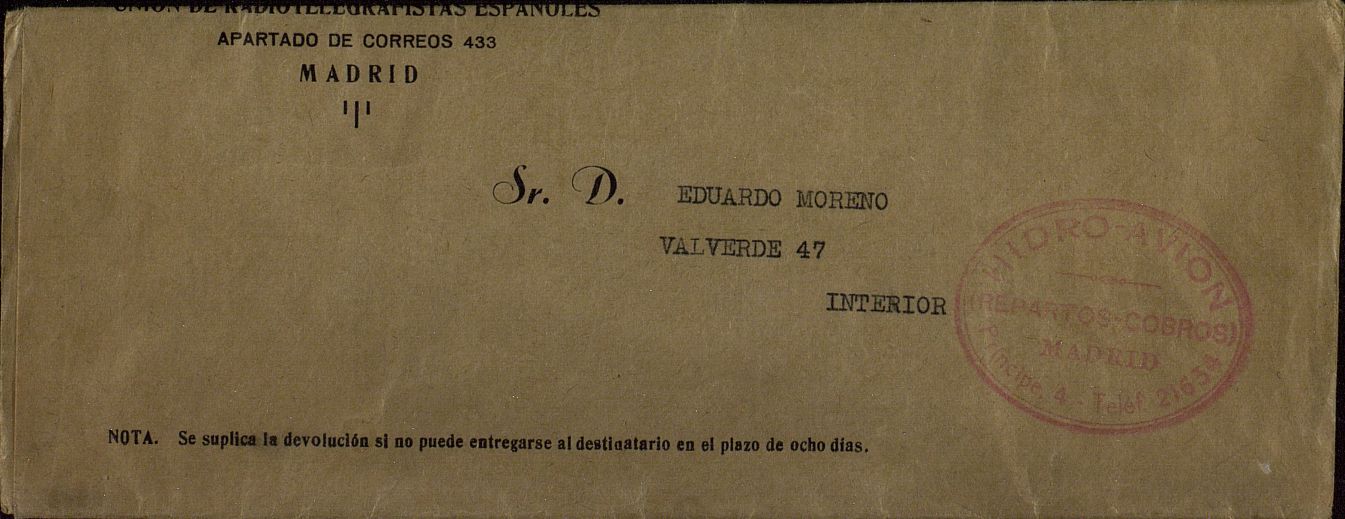 UNION DE RADIOTELEGRAFISTAS ESPAÑOLES
APARTADO DE CORREOS 433
MADRID
Sr. D. EDUARDO MORENO
VALVERDE 47
INTERIOR
HIDRO-AVION
(REPARTOS-COBROS)
MADRID
Príncipe, 4 - Teléf 21634
NOTA. Se suplica la devolución si no puede entregarse al destinatario en el plazo de ocho días.